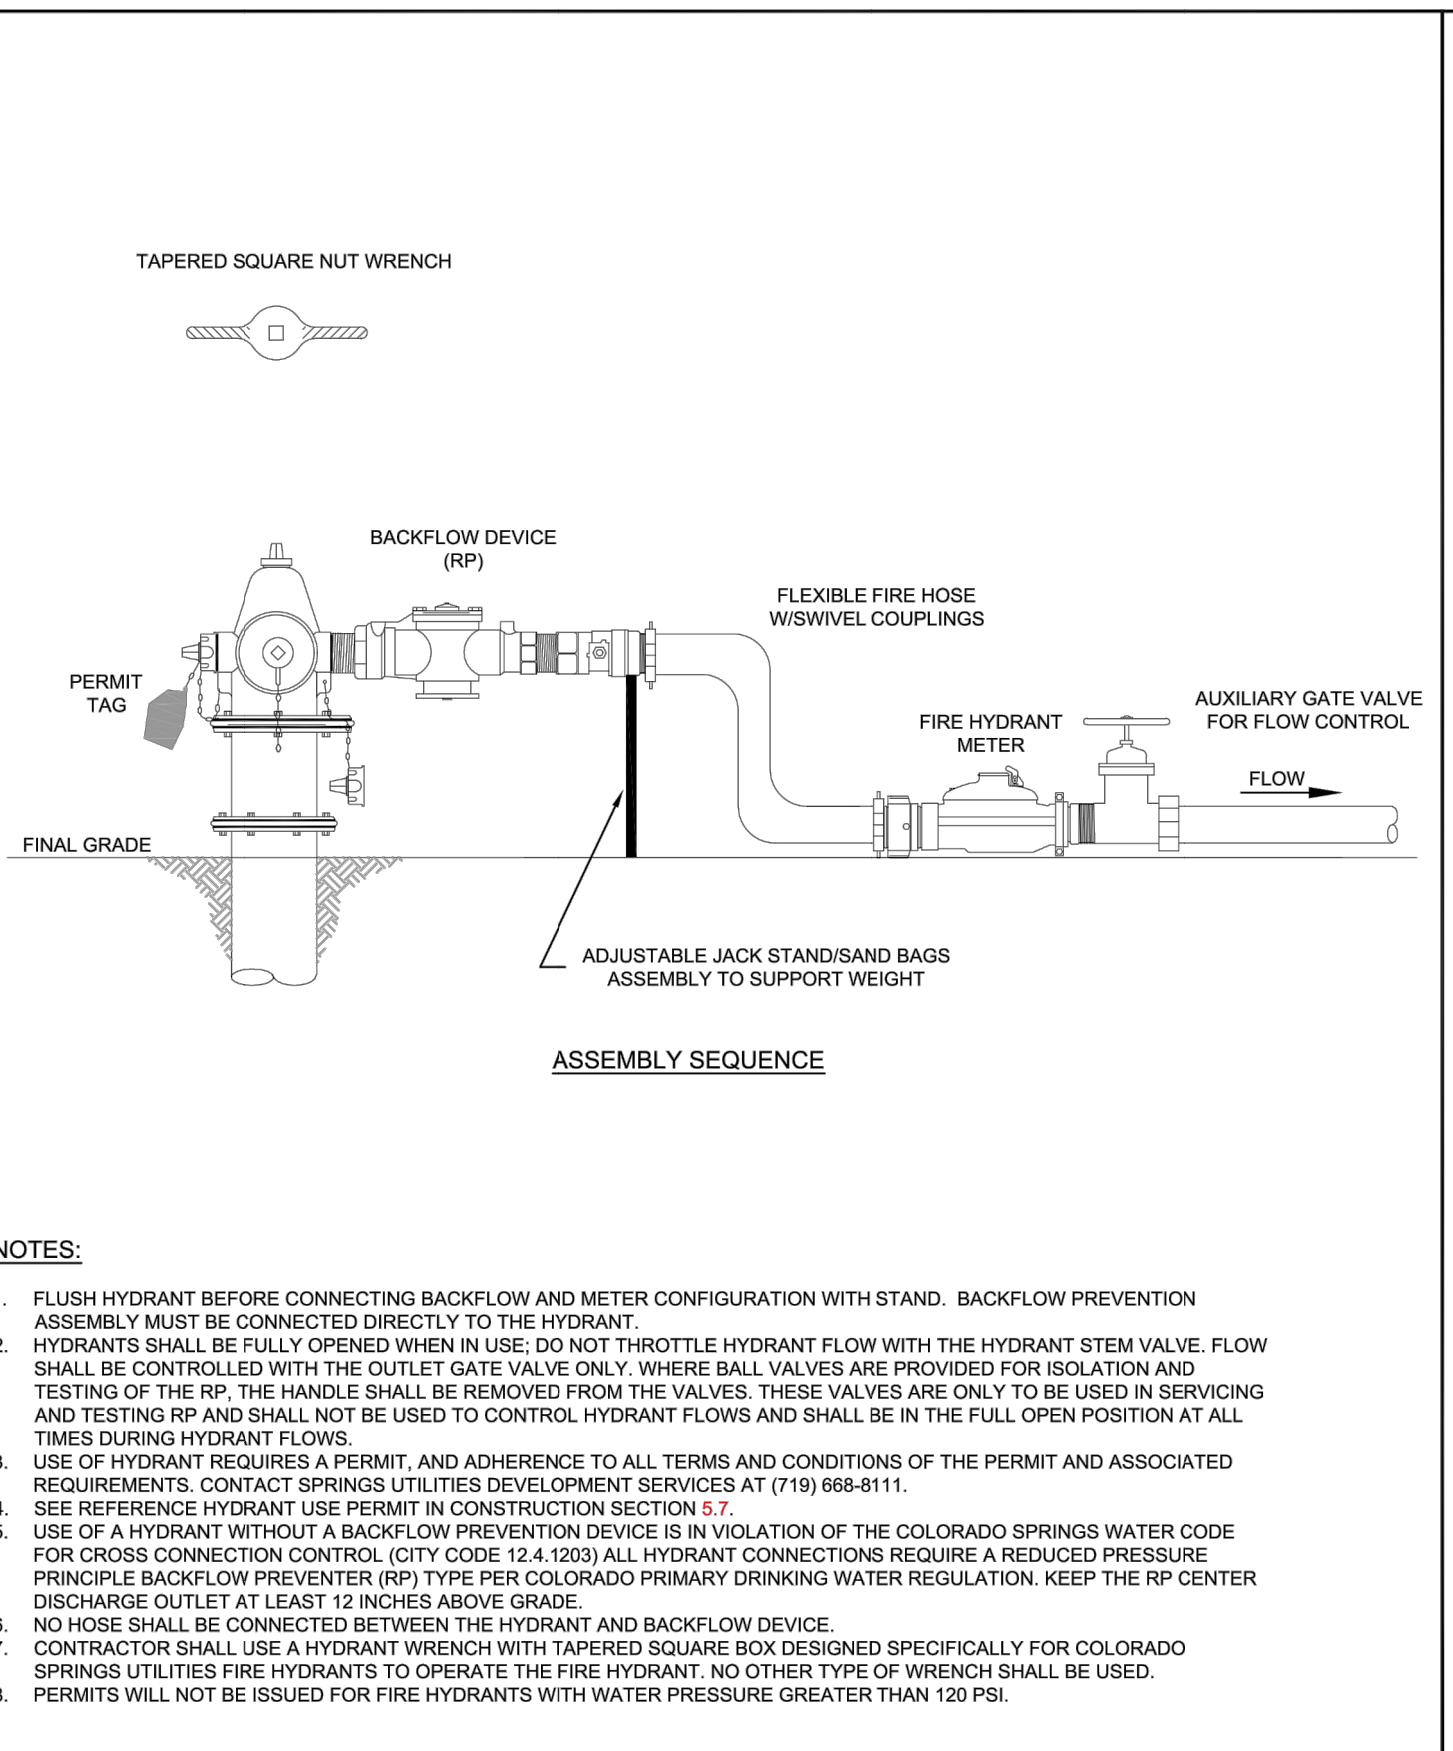 TAPERED SQUARE NUT WRENCH
BACKFLOW DEVICE
(RP)
FLEXIBLE FIRE HOSE
W/SWIVEL COUPLINGS
PERMIT
TAG
AUXILIARY GATE VALVE
FOR FLOW CONTROL
FIRE HYDRANT
METER
FLOW
FINAL GRADE
ADJUSTABLE JACK STAND/SAND BAGS
ASSEMBLY TO SUPPORT WEIGHT
ASSEMBLY SEQUENCE
NOTES:
. FLUSH HYDRANT BEFORE CONNECTING BACKFLOW AND METER CONFIGURATION WITH STAND. BACKFLOW PREVENTION
ASSEMBLY MUST BE CONNECTED DIRECTLY TO THE HYDRANT.
2. HYDRANTS SHALL BE FULLY OPENED WHEN IN USE; DO NOT THROTTLE HYDRANT FLOW WITH THE HYDRANT STEM VALVE. FLOW
SHALL BE CONTROLLED WITH THE OUTLET GATE VALVE ONLY. WHERE BALL VALVES ARE PROVIDED FOR ISOLATION AND
TESTING OF THE RP, THE HANDLE SHALL BE REMOVED FROM THE VALVES. THESE VALVES ARE ONLY TO BE USED IN SERVICING
AND TESTING RP AND SHALL NOT BE USED TO CONTROL HYDRANT FLOWS AND SHALL BE IN THE FULL OPEN POSITION AT ALL
TIMES DURING HYDRANT FLOWS.
3. USE OF HYDRANT REQUIRES A PERMIT, AND ADHERENCE TO ALL TERMS AND CONDITIONS OF THE PERMIT AND ASSOCIATED
REQUIREMENTS. CONTACT SPRINGS UTILITIES DEVELOPMENT SERVICES AT (719) 668-8111.
4. SEE REFERENCE HYDRANT USE PERMIT IN CONSTRUCTION SECTION 5.7.
5. USE OF A HYDRANT WITHOUT A BACKFLOW PREVENTION DEVICE IS IN VIOLATION OF THE COLORADO SPRINGS WATER CODE
FOR CROSS CONNECTION CONTROL (CITY CODE 12.4.1203) ALL HYDRANT CONNECTIONS REQUIRE A REDUCED PRESSURE
PRINCIPLE BACKFLOW PREVENTER (RP) TYPE PER COLORADO PRIMARY DRINKING WATER REGULATION. KEEP THE RP CENTER
DISCHARGE OUTLET AT LEAST 12 INCHES ABOVE GRADE.
6. NO HOSE SHALL BE CONNECTED BETWEEN THE HYDRANT AND BACKFLOW DEVICE.
7. CONTRACTOR SHALL USE A HYDRANT WRENCH WITH TAPERED SQUARE BOX DESIGNED SPECIFICALLY FOR COLORADO
SPRINGS UTILITIES FIRE HYDRANTS TO OPERATE THE FIRE HYDRANT. NO OTHER TYPE OF WRENCH SHALL BE USED.
8. PERMITS WILL NOT BE ISSUED FOR FIRE HYDRANTS WITH WATER PRESSURE GREATER THAN 120 PSI.